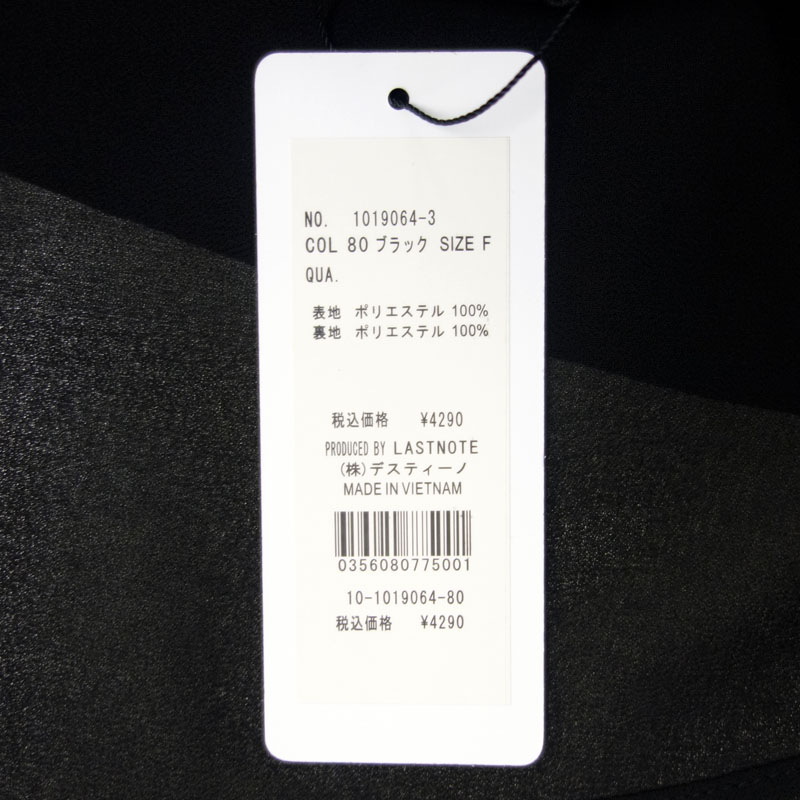 NO. 1019064-3
COL 80 ブラック SIZE F
QUA.
表地 ポリエステル 100%
裏地 ポリエステル 100%
税込価格 ¥4290
PRODUCED BY LASTNOTE
(株)デスティーノ
MADE IN VIETNAM
0356080775001
10-1019064-80
税込価格 ¥4290